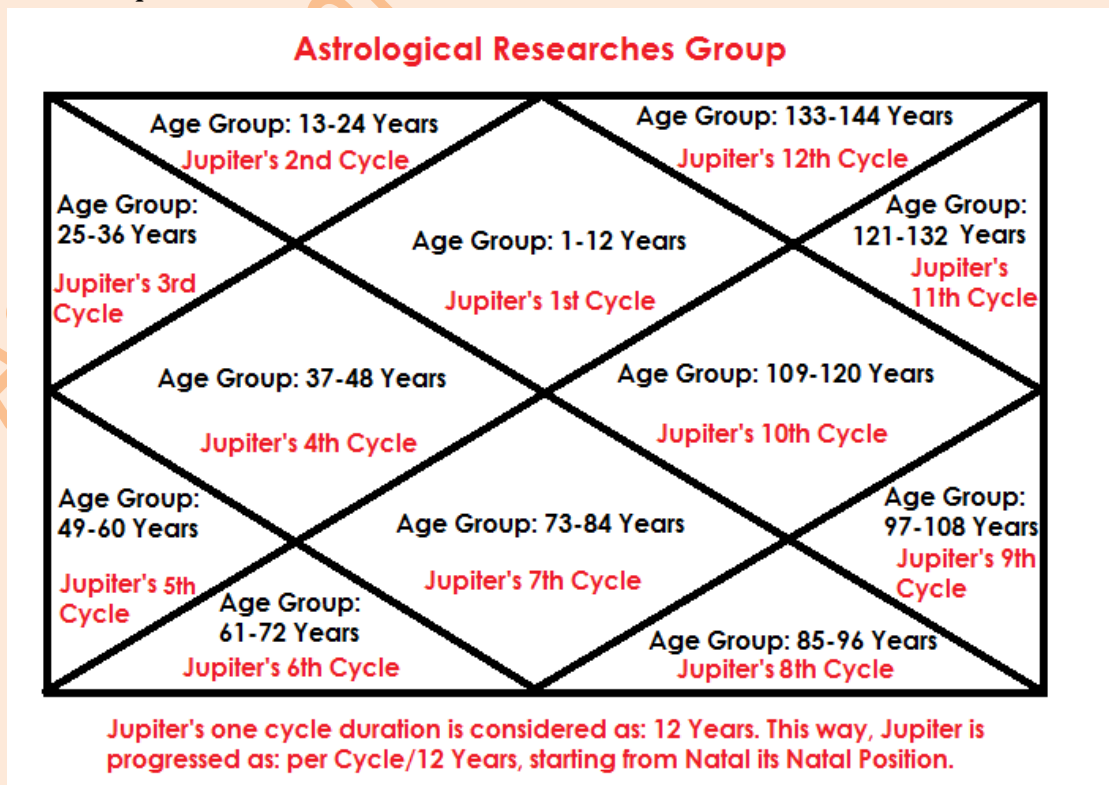 Astrological Researches Group
Age Group: 13-24 Years
Jupiter's 2nd Cycle
Age Group: 133-144 Years
Jupiter's 12th Cycle
Age Group:
25-36 Years
Jupiter's 3rd
Cycle
Age Group: 1-12 Years
Jupiter's 1st Cycle
Age Group:
121-132 Years
Jupiter's
11th Cycle
Age Group: 37-48 Years
Jupiter's 4th Cycle
Age Group: 109-120 Years
Jupiter's 10th Cycle
Age Group:
49-60 Years
Jupiter's 5th
Cycle
Age Group: 73-84 Years
Jupiter's 7th Cycle
Age Group:
97-108 Years
Jupiter's 9th
Cycle
Age Group:
61-72 Years
Jupiter's 6th Cycle
Age Group: 85-96 Years
Jupiter's 8th Cycle
Jupiter's one cycle duration is considered as: 12 Years. This way, Jupiter is
progressed as: per Cycle/12 Years, starting from Natal its Natal Position.